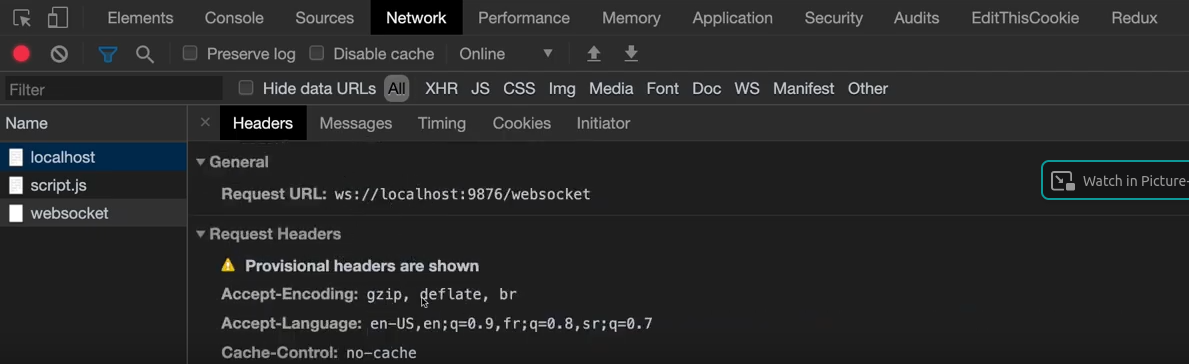 Elements Console Sources Network Performance Memory Application Security Audits EditThisCookie Redux
Preserve log Disable cache Online
Filter Hide data URLs All XHR JS CSS Img Media Font Doc WS Manifest Other
Name Headers Messages Timing Cookies Initiator
localhost
script.js
websocket
General
Request URL: ws://localhost:9876/websocket
Watch in Picture-
Request Headers
Provisional headers are shown
Accept-Encoding: gzip, deflate, br
Accept-Language: en-US,en;q=0.9,fr;q=0.8,sr;q=0.7
Cache-Control: no-cache